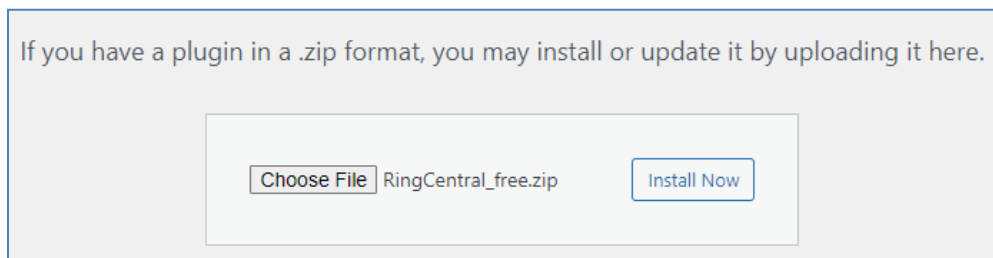 If you have a plugin in a .zip format, you may install or update it by uploading it here.
Choose File RingCentral_free.zip Install Now